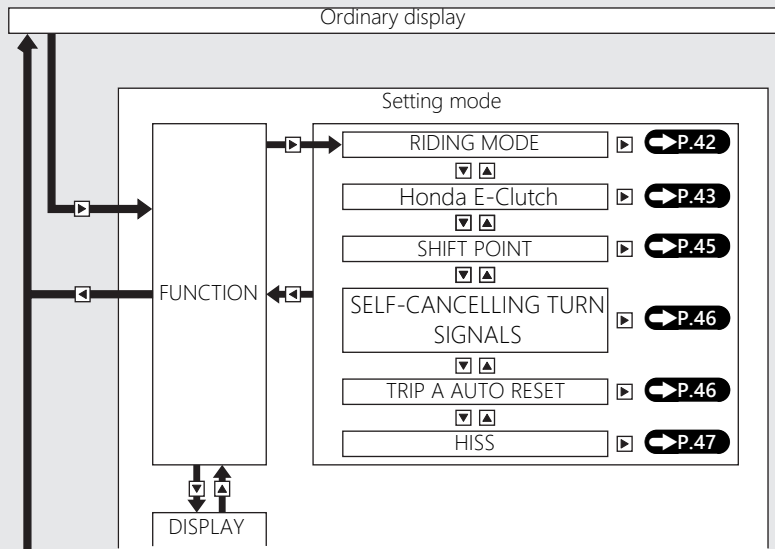 Ordinary display
Setting mode
RIDING MODE P.42
Honda E-Clutch P.43
SHIFT POINT P.45
FUNCTION
SELF-CANCELLING TURN
SIGNALS P.46
TRIP A AUTO RESET P.46
HISS P.47
DISPLAY